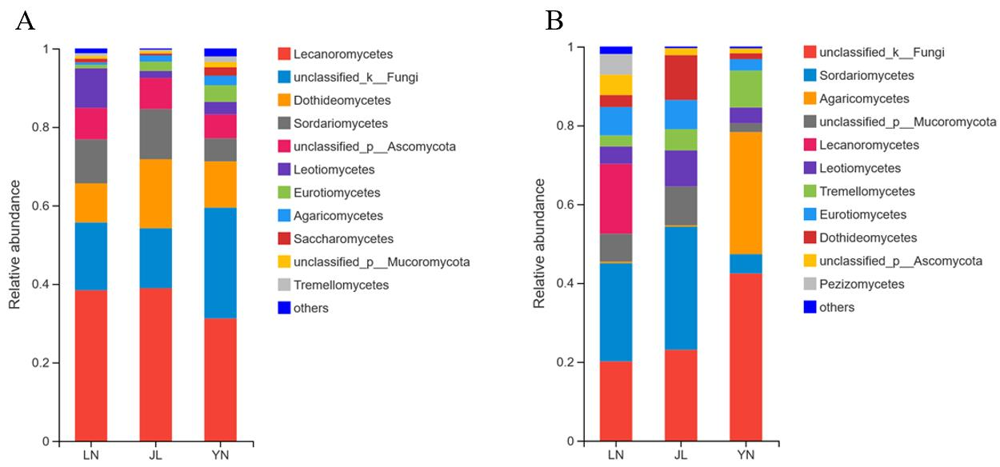 A
Relative abundance
1
0.8
0.6
0.4
0.2
0
LN JL YN
Lecanoromycetes
unclassified_k__Fungi
Dothideomycetes
Sordariomycetes
unclassified_p__Ascomycota
Leotiomycetes
Eurotiomycetes
Agaricomycetes
Saccharomycetes
unclassified_p__Mucoromycota
Tremellomycetes
others
B
Relative abundance
1
0.8
0.6
0.4
0.2
0
LN JL YN
unclassified_k__Fungi
Sordariomycetes
Agaricomycetes
unclassified_p__Mucoromycota
Lecanoromycetes
Leotiomycetes
Tremellomycetes
Eurotiomycetes
Dothideomycetes
unclassified_p__Ascomycota
Pezizomycetes
others